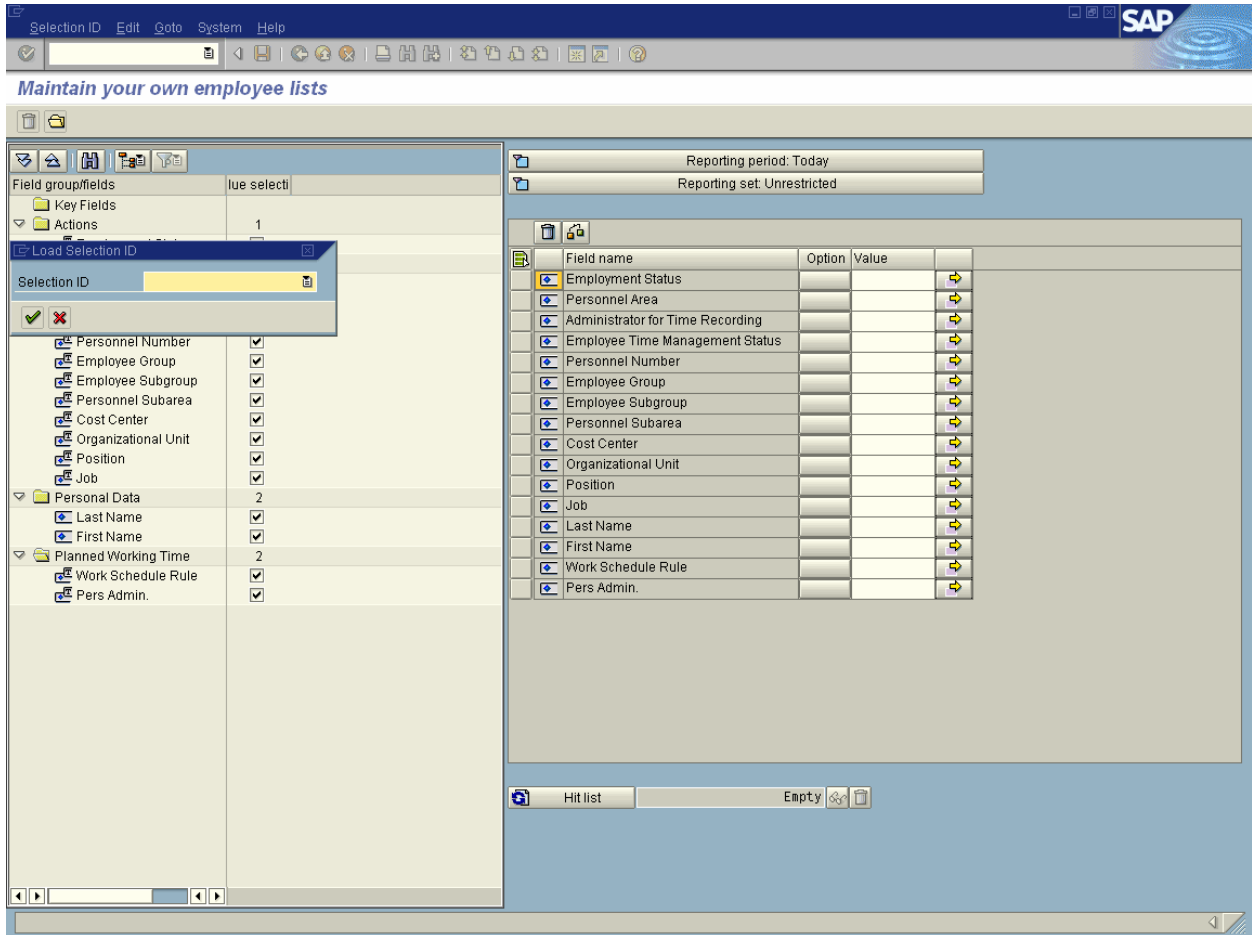 Selection ID Edit Goto System Help
SAP
Maintain your own employee lists
Field group/fields lue selecti
Key Fields
Actions 1
Load Selection ID
Selection ID
Personnel Number
Employee Group
Employee Subgroup
Personnel Subarea
Cost Center
Organizational Unit
Position
Job
Personal Data 2
Last Name
First Name
Planned Working Time 2
Work Schedule Rule
Pers Admin.
Reporting period: Today
Reporting set: Unrestricted
Field name Option Value
Employment Status
Personnel Area
Administrator for Time Recording
Employee Time Management Status
Personnel Number
Employee Group
Employee Subgroup
Personnel Subarea
Cost Center
Organizational Unit
Position
Job
Last Name
First Name
Work Schedule Rule
Pers Admin.
Hit list Empty